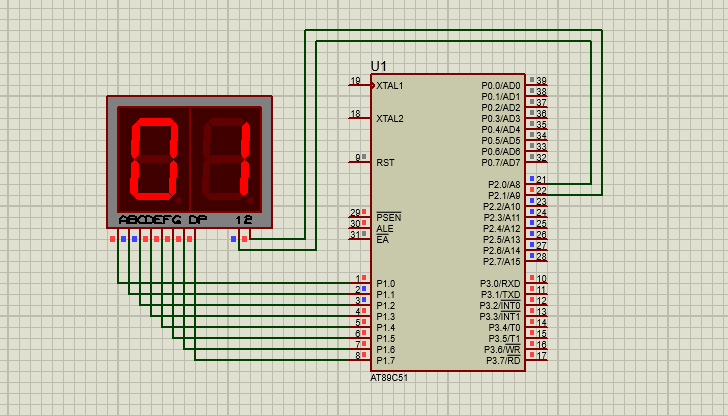 U1
19 XTAL1 P0.0/AD0 39
P0.1/AD1 38
P0.2/AD2 37
18 XTAL2 P0.3/AD3 36
P0.4/AD4 35
P0.5/AD5 34
P0.6/AD6 33
9 RST P0.7/AD7 32
P2.0/A8 21
P2.1/A9 22
P2.2/A10 23
29 PSEN P2.3/A11 24
30 ALE P2.4/A12 25
31 EA P2.5/A13 26
P2.6/A14 27
P2.7/A15 28
1 P1.0 P3.0/RXD 10
2 P1.1 P3.1/TXD 11
3 P1.2 P3.2/INT0 12
4 P1.3 P3.3/INT1 13
5 P1.4 P3.4/T0 14
6 P1.5 P3.5/T1 15
7 P1.6 P3.6/WR 16
8 P1.7 P3.7/RD 17
AT89C51
01
ABCDEFG DP 12